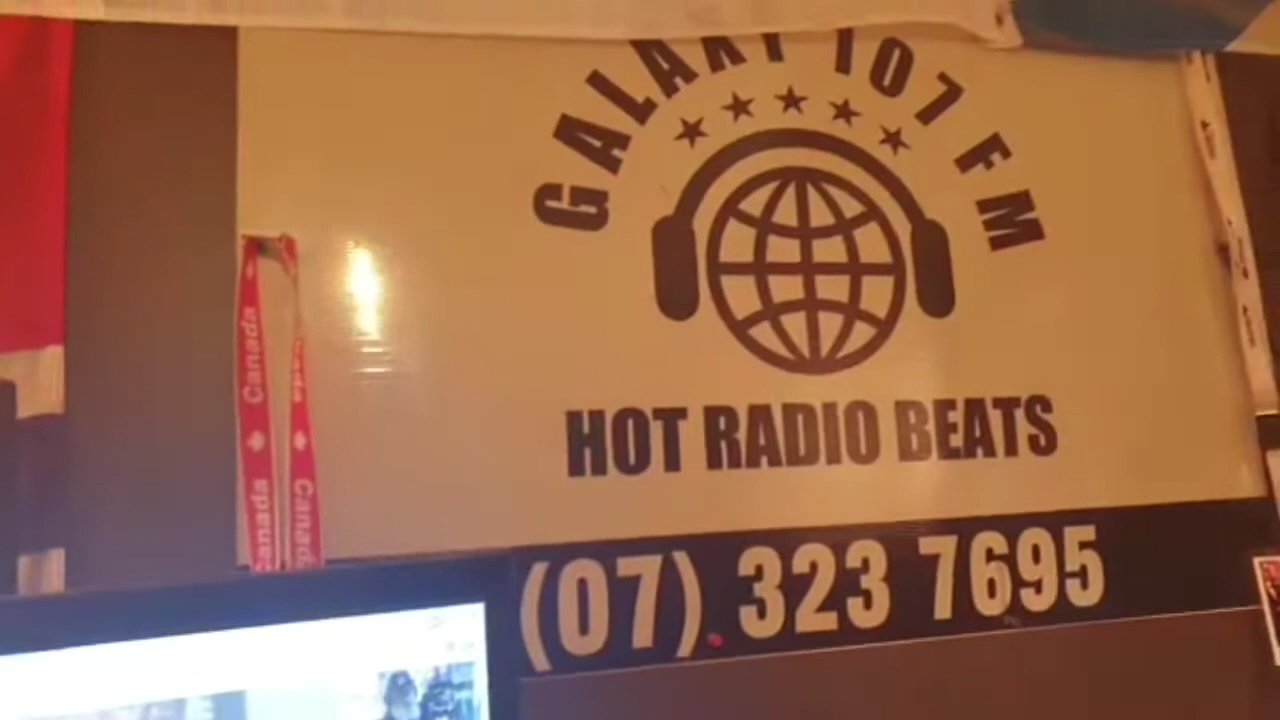 GALAXY 107 FM
HOT RADIO BEATS
(07) 323 7695
Canada
Canada